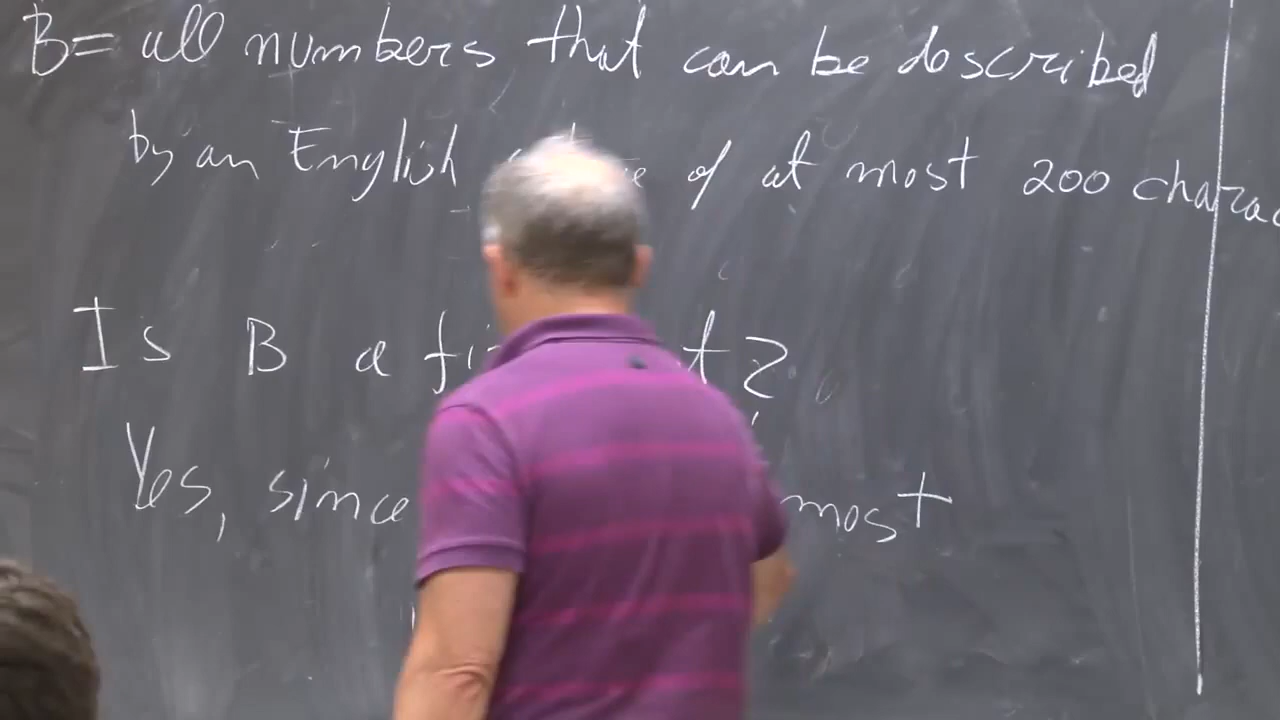 B= all numbers that can be described
by an English of at most 200 charac
Is B a fi t?
Yes, since most